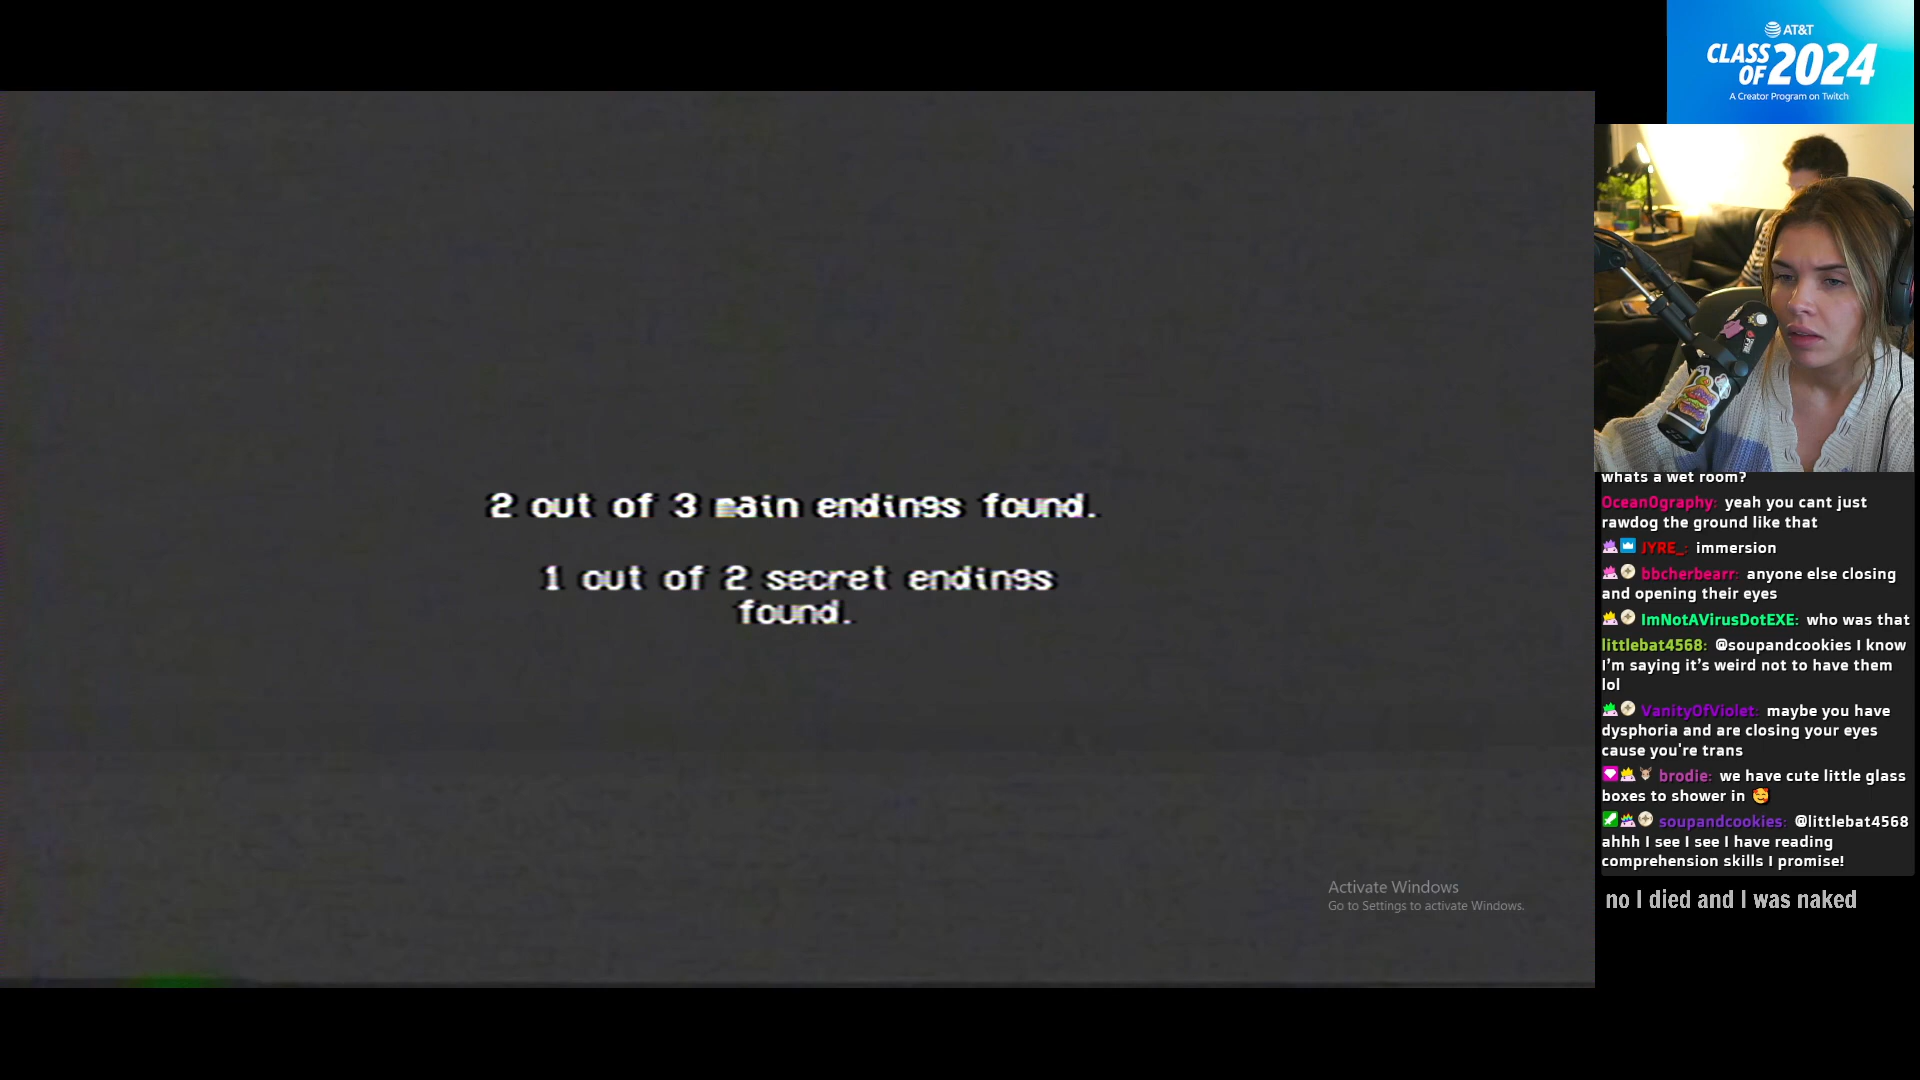 AT&T
CLASS
OF 2024
A Creator Program on Twitch
2 out of 3 main endings found.
1 out of 2 secret endings
found.
whats a wet room?
OceanOgraphy: yeah you cant just
rawdog the ground like that
JYRE_: immersion
bbcherbearr: anyone else closing
and opening their eyes
ImNotAVirusDotEXE: who was that
littlebat4568: @soupandcookies I know
I'm saying it's weird not to have them
lol
VanityOfViolet: maybe you have
dysphoria and are closing your eyes
cause you're trans
brodie: we have cute little glass
boxes to shower in
soupandcookies: @littlebat4568
ahhh I see I see I have reading
comprehension skills I promise!
Activate Windows
Go to Settings to activate Windows.
no I died and I was naked